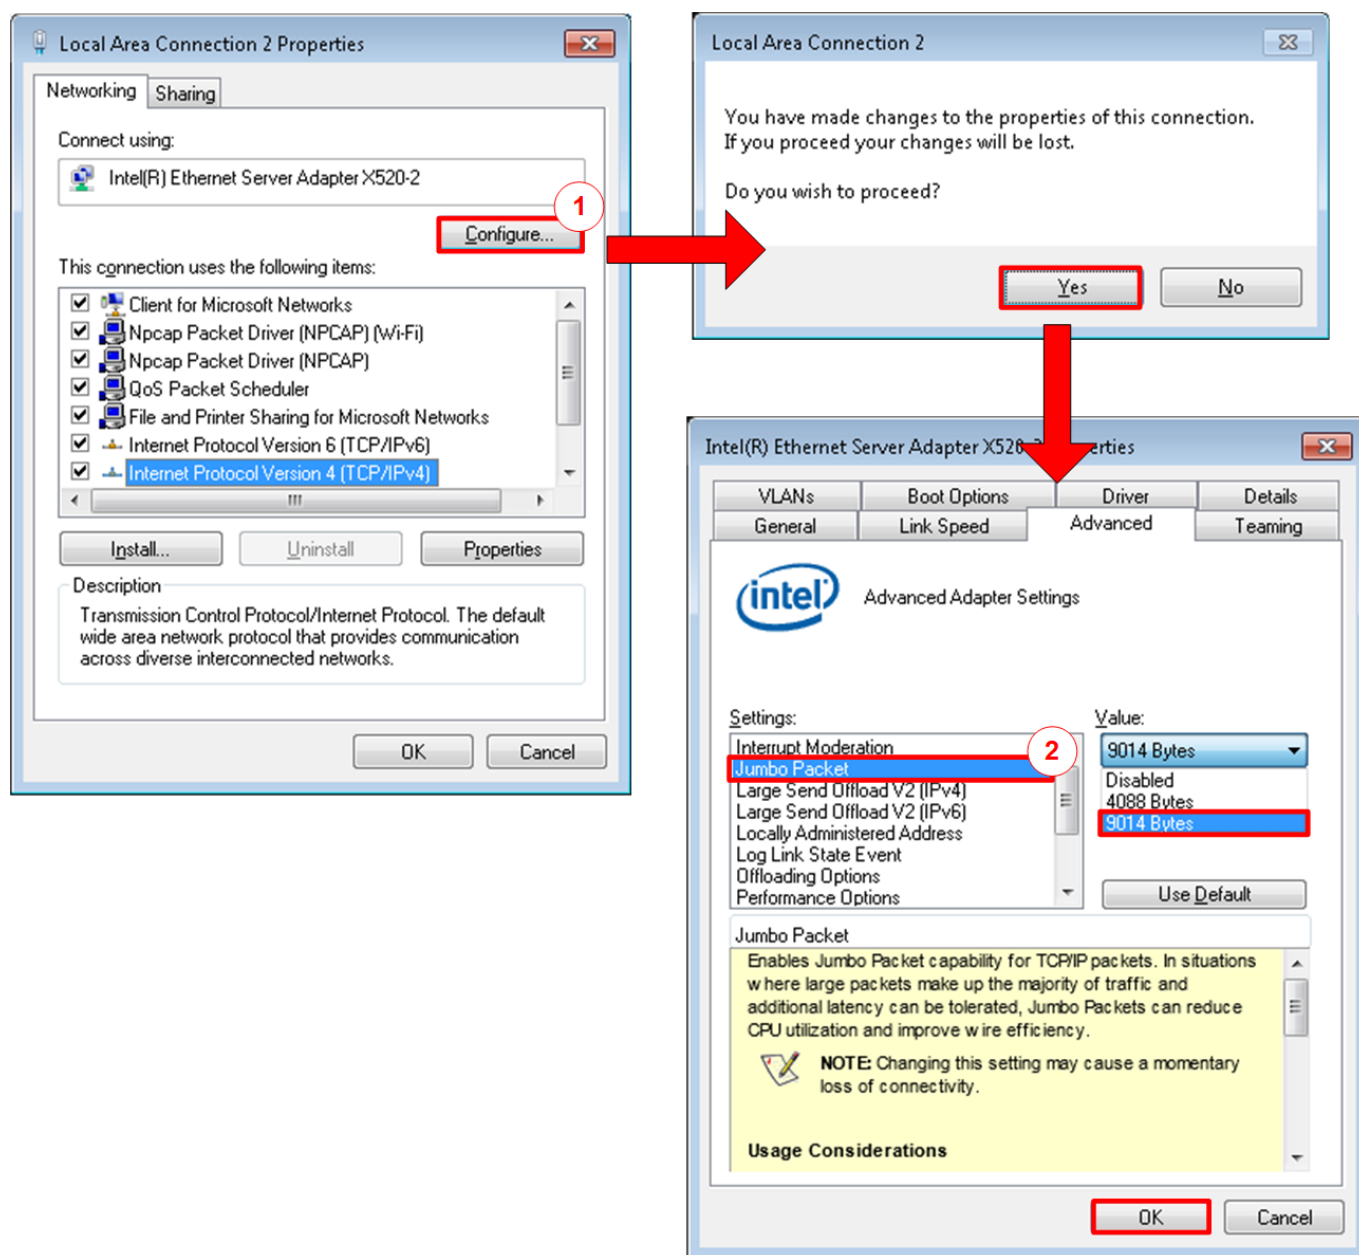 Local Area Connection 2 Properties
Networking
Sharing
Connect using:
Intel(R) Ethernet Server Adapter X520-2
1
Configure...
This connection uses the following items:
Client for Microsoft Networks
Npcap Packet Driver (NPCAP) (Wi-Fi)
Npcap Packet Driver (NPCAP)
QoS Packet Scheduler
File and Printer Sharing for Microsoft Networks
Internet Protocol Version 6 (TCP/IPv6)
Internet Protocol Version 4 (TCP/IPv4)
Install...
Uninstall
Properties
Description
Transmission Control Protocol/Internet Protocol. The default
wide area network protocol that provides communication
across diverse interconnected networks.
OK
Cancel
Local Area Connection 2
You have made changes to the properties of this connection.
If you proceed your changes will be lost.
Do you wish to proceed?
Yes
No
Intel(R) Ethernet Server Adapter X520
erties
VLANs
Boot Options
Driver
Details
General
Link Speed
Advanced
Teaming
intel
Advanced Adapter Settings
Settings:
Value:
Interrupt Moderation
Jumbo Packet
Large Send Offload V2 (IPv4)
Large Send Offload V2 (IPv6)
Locally Administered Address
Log Link State Event
Offloading Options
Performance Options
2
9014 Bytes
Disabled
4088 Bytes
9014 Bytes
Use Default
Jumbo Packet
Enables Jumbo Packet capability for TCP/IP packets. In situations
where large packets make up the majority of traffic and
additional latency can be tolerated, Jumbo Packets can reduce
CPU utilization and improve wire efficiency.
NOTE: Changing this setting may cause a momentary
loss of connectivity.
Usage Considerations
OK
Cancel